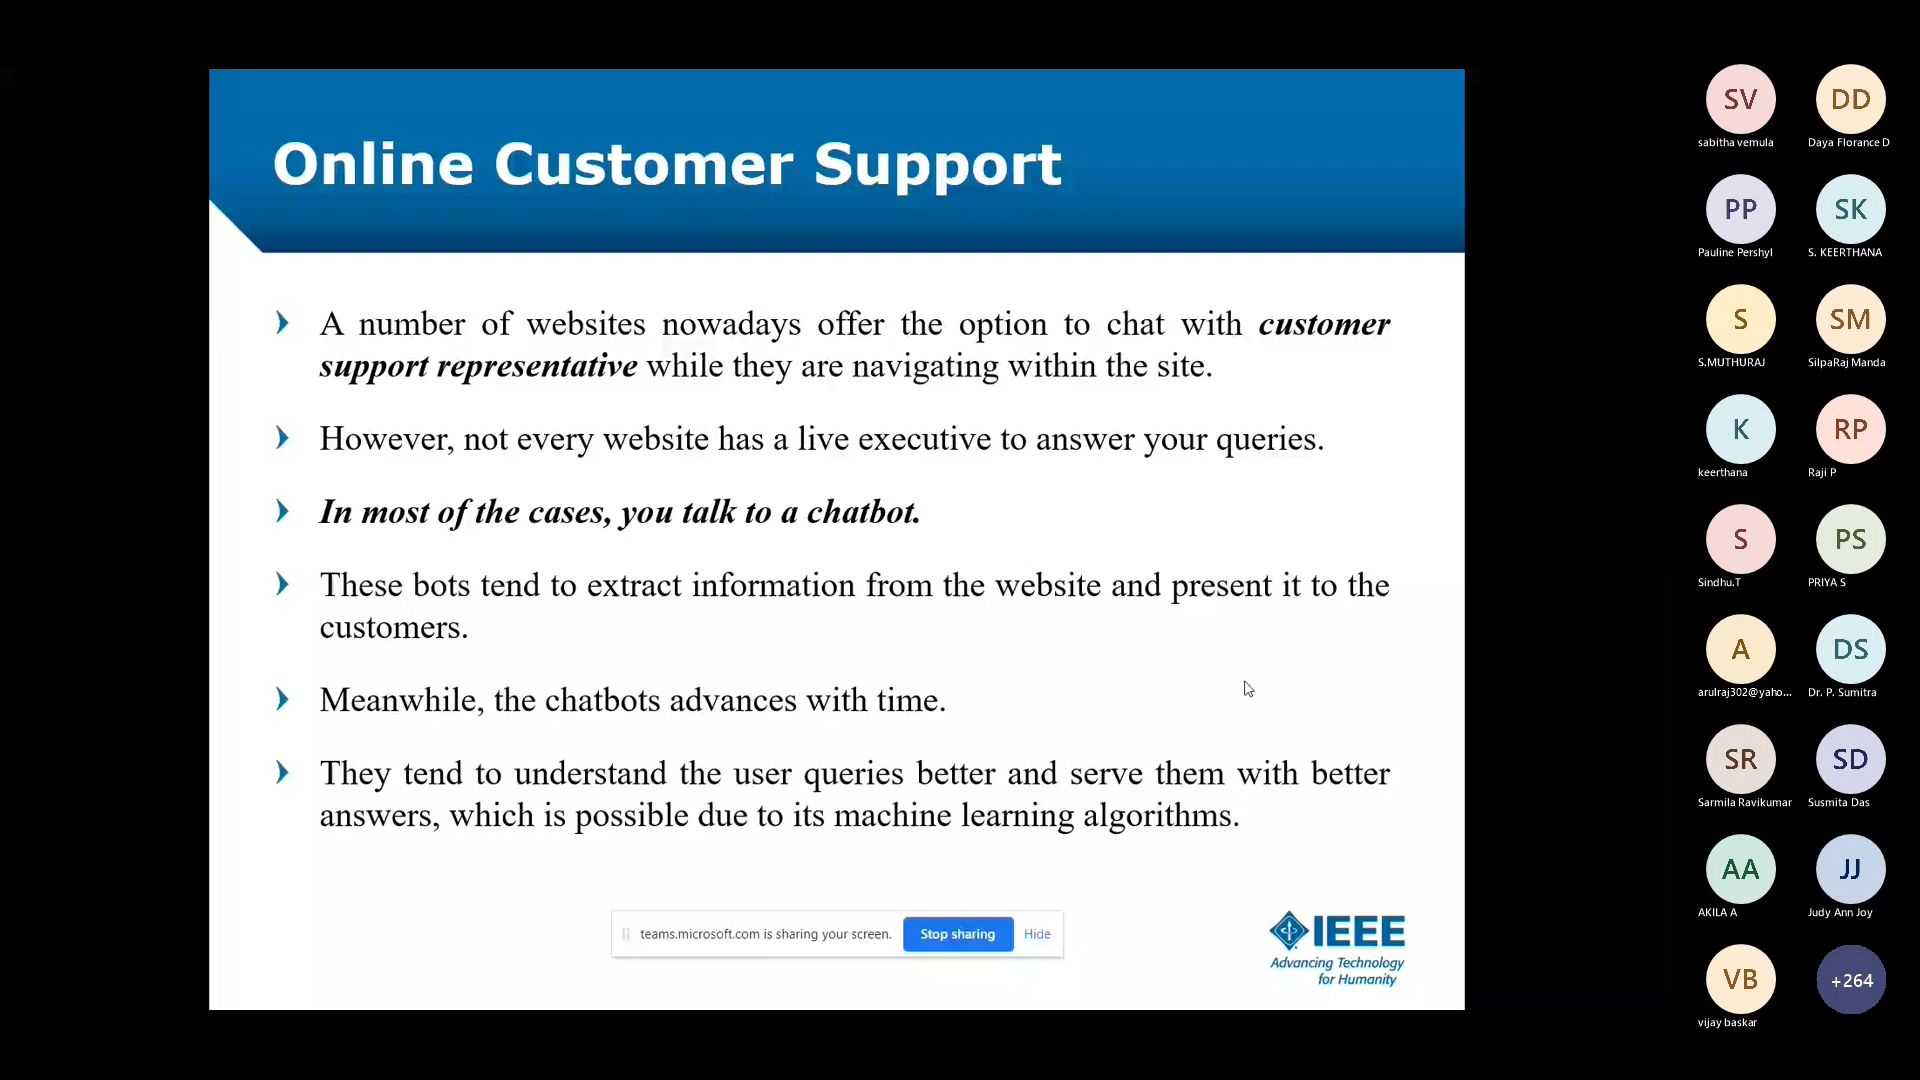 Online Customer Support
A number of websites nowadays offer the option to chat with customer
support representative while they are navigating within the site.
However, not every website has a live executive to answer your queries.
In most of the cases, you talk to a chatbot.
These bots tend to extract information from the website and present it to the
customers.
Meanwhile, the chatbots advances with time.
They tend to understand the user queries better and serve them with better
answers, which is possible due to its machine learning algorithms.
teams.microsoft.com is sharing your screen. Stop sharing Hide
IEEE
Advancing Technology
for Humanity
SV DD
sabitha vemula Daya Florance D
PP SK
Pauline Pershyl S. KEERTHANA
S SM
S.MUTHURAJ SilpaRaj Manda
K RP
keerthana Raji P
S PS
Sindhu.T PRIYA S
A DS
arulraj302@yaho... Dr. P. Sumitra
SR SD
Sarmila Ravikumar Susmita Das
AA JJ
AKILA A Judy Ann Joy
VB +264
vijay baskar